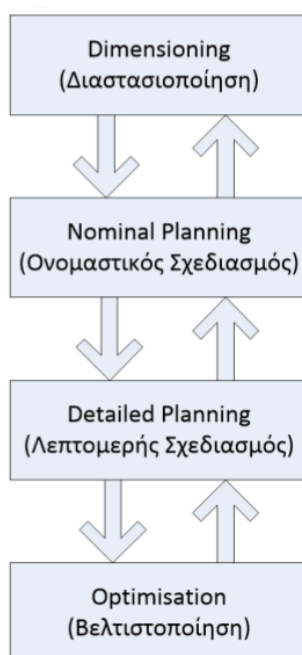 Dimensioning
(Διαστασιοποίηση)
Nominal Planning
(Ονομαστικός Σχεδιασμός)
Detailed Planning
(Λεπτομερής Σχεδιασμός)
Optimisation
(Βελτιστοποίηση)